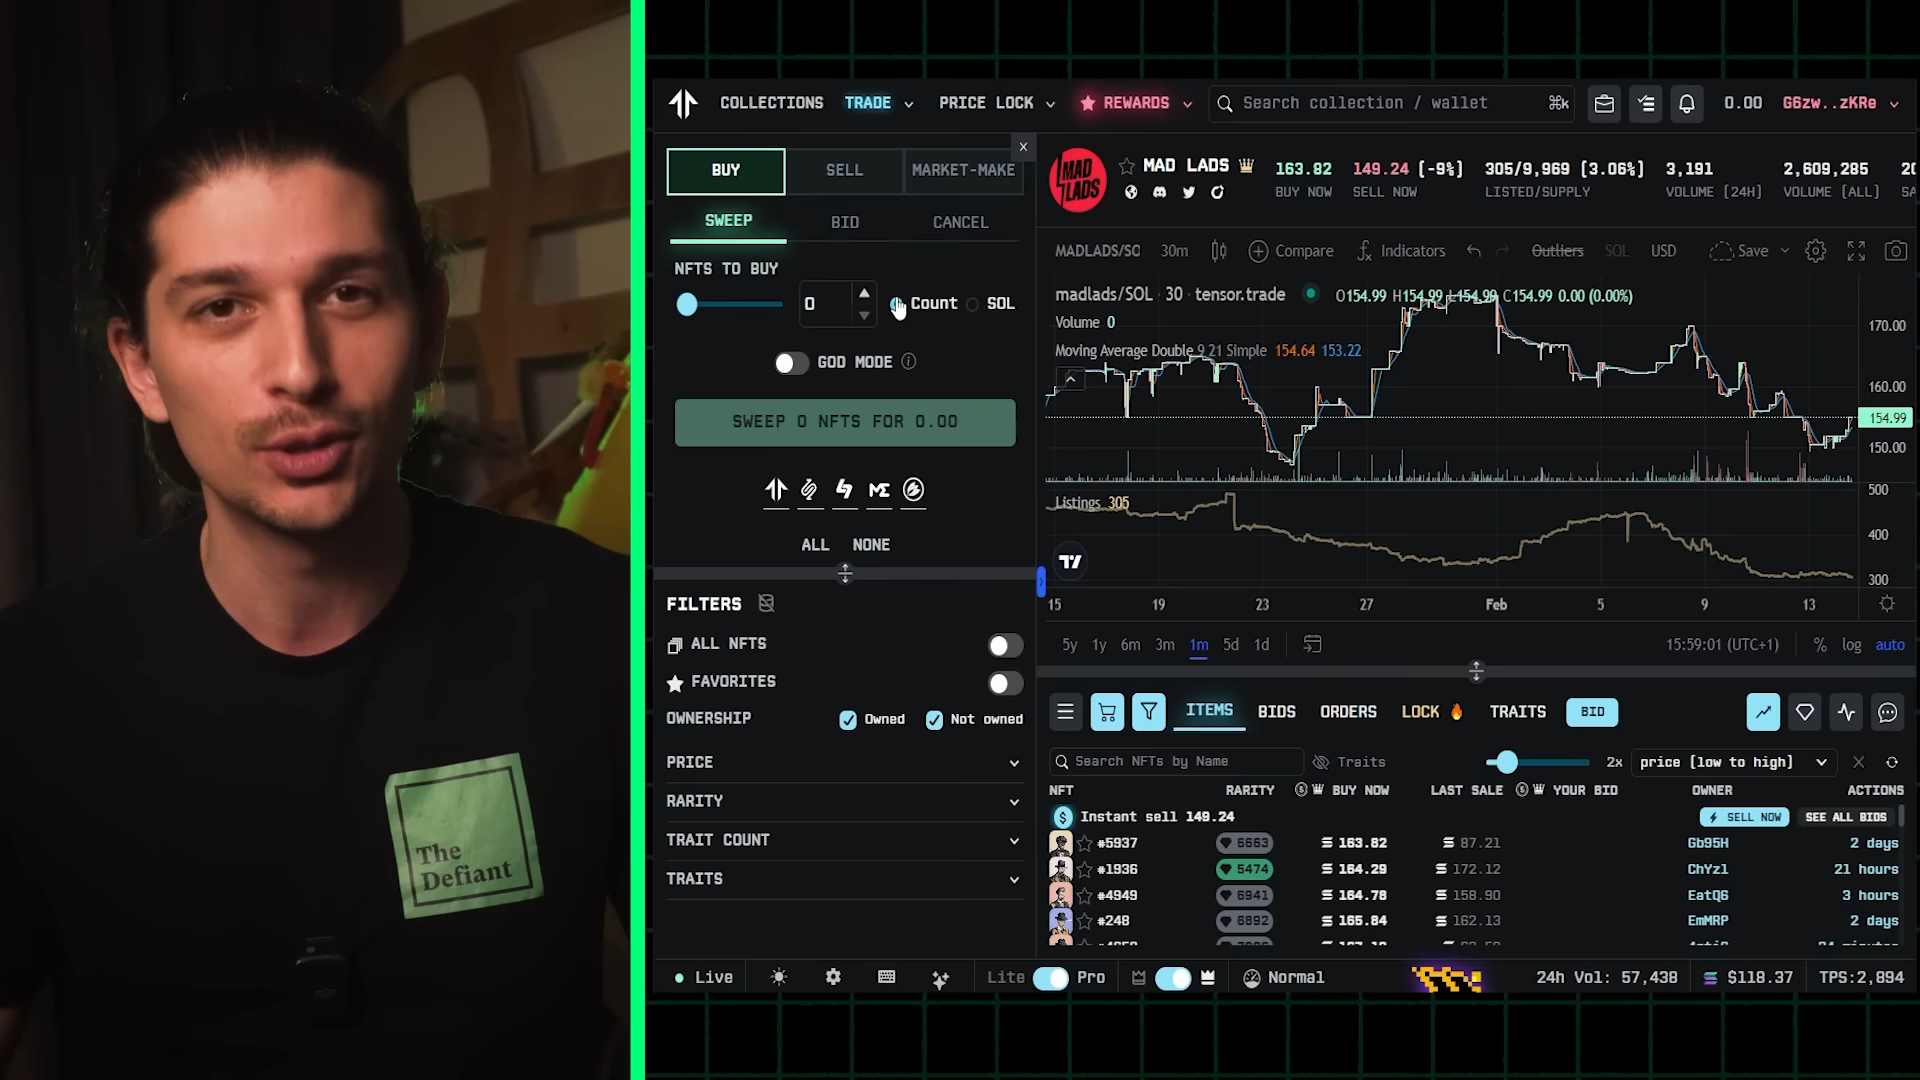 The
Defiant
COLLECTIONS TRADE PRICE LOCK REWARDS Search collection / wallet ⌘k 0.00 G6zw..zKRe
BUY SELL MARKET-MAKE x
SWEEP BID CANCEL
NFTS TO BUY
0 Count SOL
GOD MODE
SWEEP 0 NFTS FOR 0.00
ALL NONE
FILTERS
ALL NFTS
FAVORITES
OWNERSHIP Owned Not owned
PRICE
RARITY
TRAIT COUNT
TRAITS
MAD LADS
MAD LADS 163.82 149.24 [-9%] 305/9,969 [3.06%] 3,191 2,609,285
BUY NOW SELL NOW LISTED/SUPPLY VOLUME [24H] VOLUME [ALL]
MADLADS/SO 30m Compare Indicators Outliers SOL USD Save
madlads/SOL · 30 · tensor.trade O154.99 H154.99 L154.99 C154.99 0.00 (0.00%)
Volume 0
Moving Average Double 9 21 Simple 154.64 153.22
170.00
160.00
154.99
150.00
Listings 305
500
400
300
15 19 23 27 Feb 5 9 13
5y 1y 6m 3m 1m 5d 1d 15:59:01 (UTC+1) % log auto
ITEMS BIDS ORDERS LOCK TRAITS BID
Search NFTs by Name Traits 2x price [low to high]
NFT RARITY BUY NOW LAST SALE YOUR BID OWNER ACTIONS
Instant sell 149.24 SELL NOW SEE ALL BIDS
#5937 6663 163.82 87.21 Gb95H 2 days
#1936 5474 164.29 172.12 ChYzl 21 hours
#4949 6941 164.78 158.90 EatQ6 3 hours
#248 6892 165.84 162.13 EmMRP 2 days
Live Lite Pro Normal 24h Vol: 57,438 $118.37 TPS:2,894